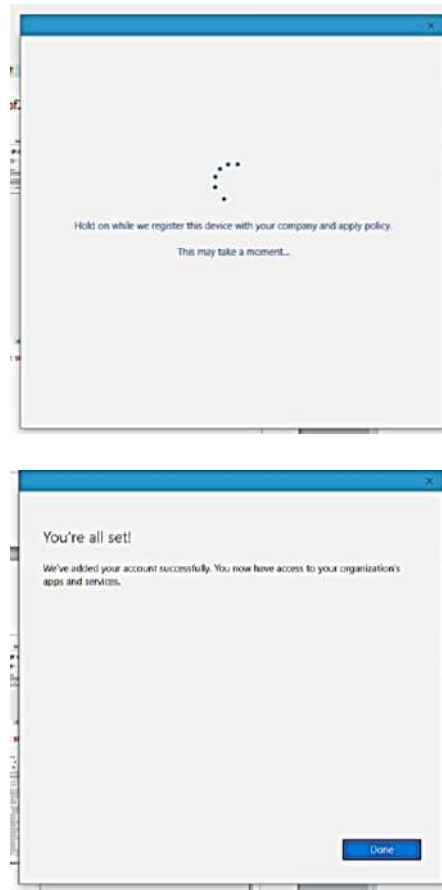 Hold on while we register this device with your company and apply policy.
This may take a moment...
You're all set!
We've added your account successfully. You now have access to your organization's
apps and services.
Done